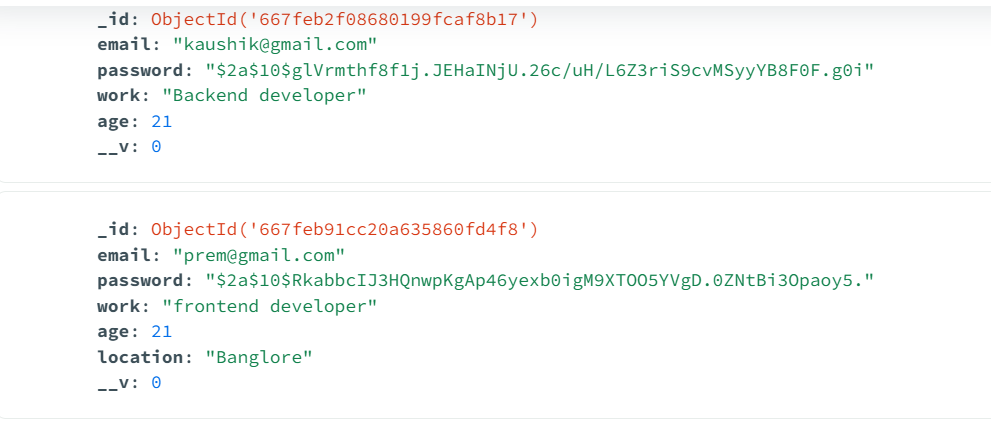 _id: ObjectId('667feb2f08680199fcaf8b17')
email: "kaushik@gmail.com"
password: "$2a$10$glVrmthf8f1j.JEHaINjU.26c/uH/L6Z3riS9cvMSyyYB8F0F.g0i"
work: "Backend developer"
age: 21
__v: 0
_id: ObjectId('667feb91cc20a635860fd4f8')
email: "prem@gmail.com"
password: "$2a$10$RkabbcIJ3HQnwpKgAp46yexb0igM9XTOO5YVgD.0ZNtBi3Opaoy5."
work: "frontend developer"
age: 21
location: "Banglore"
__v: 0